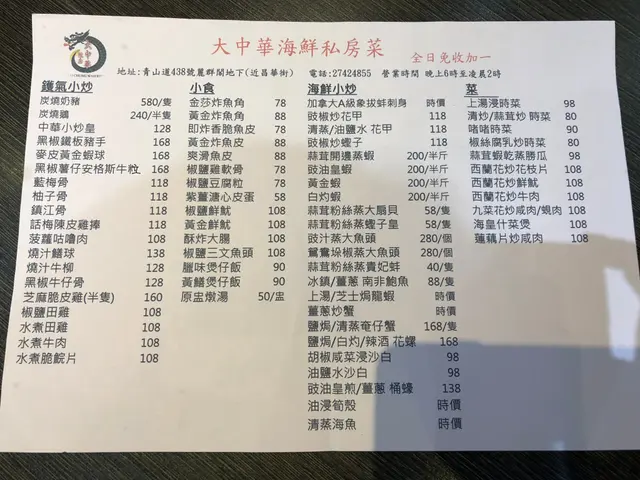 大中華海鮮私房菜
全日免收加一
地址:青山道438號麗群閣地下(近昌華街) 電話:27424855 營業時間 晚上6時至凌晨2時
鑊氣小炒
炭燒奶豬 580/隻
炭燒鵝 240/半隻
中華小炒皇 128
黑椒鐵板豬手 168
麥皮黃金蝦球 168
黑椒薯仔安格斯牛粒 168
藍梅骨 118
柚子骨 118
鎮江骨 118
話梅陳皮雞捧 118
菠蘿咕嚕肉 108
燒汁鱔球 138
燒汁牛柳 128
黑椒牛仔骨 128
芝麻脆皮雞(半隻) 160
椒鹽田雞 108
水煮田雞 108
水煮牛肉 108
水煮脆鯇片 108
小食
金莎炸魚角 78
黃金炸魚角 88
即炸香脆魚皮 78
黃金炸魚皮 88
爽滑魚皮 88
椒鹽雞軟骨 78
椒鹽豆腐粒 78
紫薑溏心皮蛋 58
椒鹽鮮魷 108
黃金鮮魷 108
酥炸大腸 108
椒鹽三文魚頭 108
臘味煲仔飯 90
黃鱔煲仔飯 90
原盅燉湯 50/盅
海鮮小炒
加拿大A級象拔蚌刺身 時價
豉椒炒花甲 118
清蒸/油鹽水 花甲 118
豉椒炒蟶子 118
蒜茸開邊蒸蝦 200/半斤
豉油皇蝦 200/半斤
黃金蝦 200/半斤
白灼蝦 200/半斤
蒜茸粉絲蒸大扇貝 58/隻
蒜茸粉絲蒸蟶子皇 58/隻
豉汁蒸大魚頭 280/個
鴛鴦垛椒蒸大魚頭 280/個
蒜茸粉絲蒸貴妃蚌 40/隻
冰鎮/薑蔥 南非鮑魚 88/隻
上湯/芝士焗龍蝦 時價
薑蔥炒蟹 時價
鹽焗/清蒸奄仔蟹 168/隻
鹽焗/白灼/辣酒 花螺 168
胡椒咸菜浸沙白 98
油鹽水沙白 98
豉油皇煎/薑蔥 桶蠔 138
油浸筍殼 時價
清蒸海魚 時價
菜
上湯浸時菜 98
清炒/蒜茸炒 時菜 80
啫啫時菜 90
椒絲腐乳炒時菜 80
蒜茸蝦乾蒸勝瓜 98
西蘭花炒花枝片 108
西蘭花炒鮮魷 108
西蘭花炒牛肉 108
九菜花炒咸肉/蜆肉 108
海皇什菜煲 108
蓮藕片炒咸肉 108